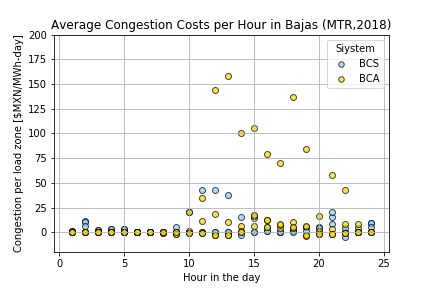 Average Congestion Costs per Hour in Bajas (MTR,2018)
Congestion per load zone [$MXN/MWh-day]
200
175
150
125
100
75
50
25
0
Siystem
BCS
BCA
0 5 10 15 20 25
Hour in the day